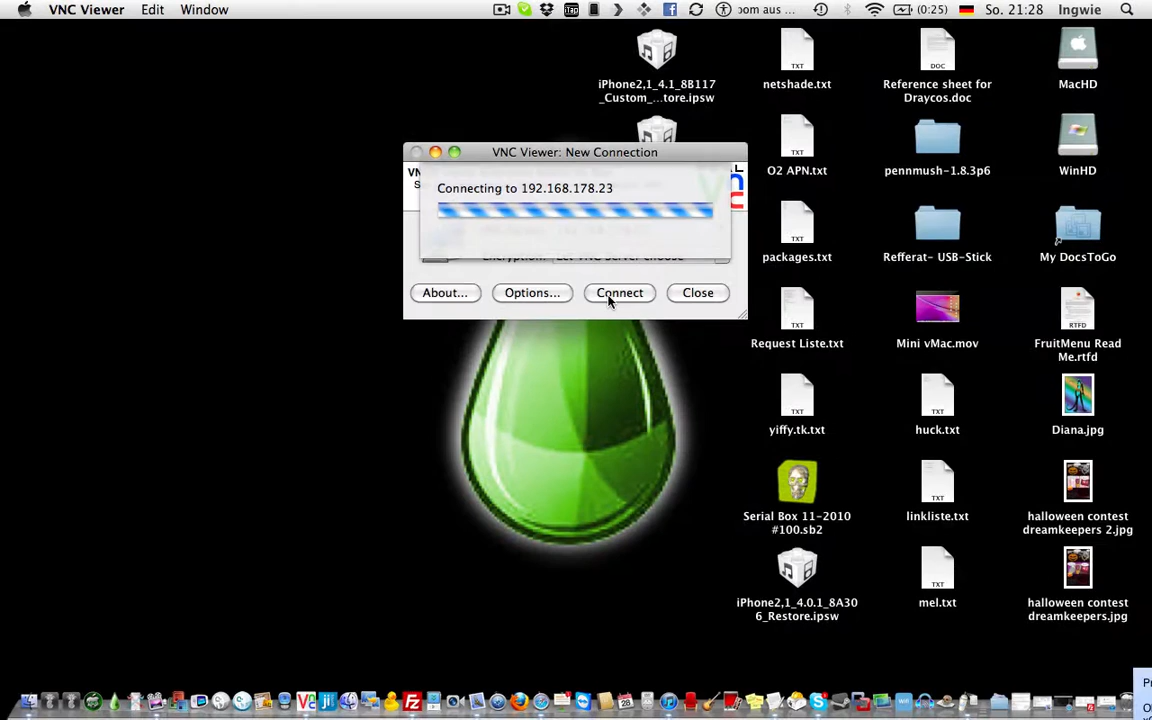 VNC Viewer Edit Window
(0:25) So. 21:28 Ingwie
VNC Viewer: New Connection
Connecting to 192.168.178.23
About... Options... Connect Close
iPhone2,1_4.1_8B117
_Custom_...tore.ipsw
netshade.txt
Reference sheet for
Draycos.doc
MacHD
O2 APN.txt
pennmush-1.8.3p6
WinHD
packages.txt
Refferat- USB-Stick
My DocsToGo
Request Liste.txt
Mini vMac.mov
FruitMenu Read
Me.rtfd
yiffy.tk.txt
huck.txt
Diana.jpg
Serial Box 11-2010
#100.sb2
linkliste.txt
halloween contest
dreamkeepers 2.jpg
iPhone2,1_4.0.1_8A30
6_Restore.ipsw
mel.txt
halloween contest
dreamkeepers.jpg